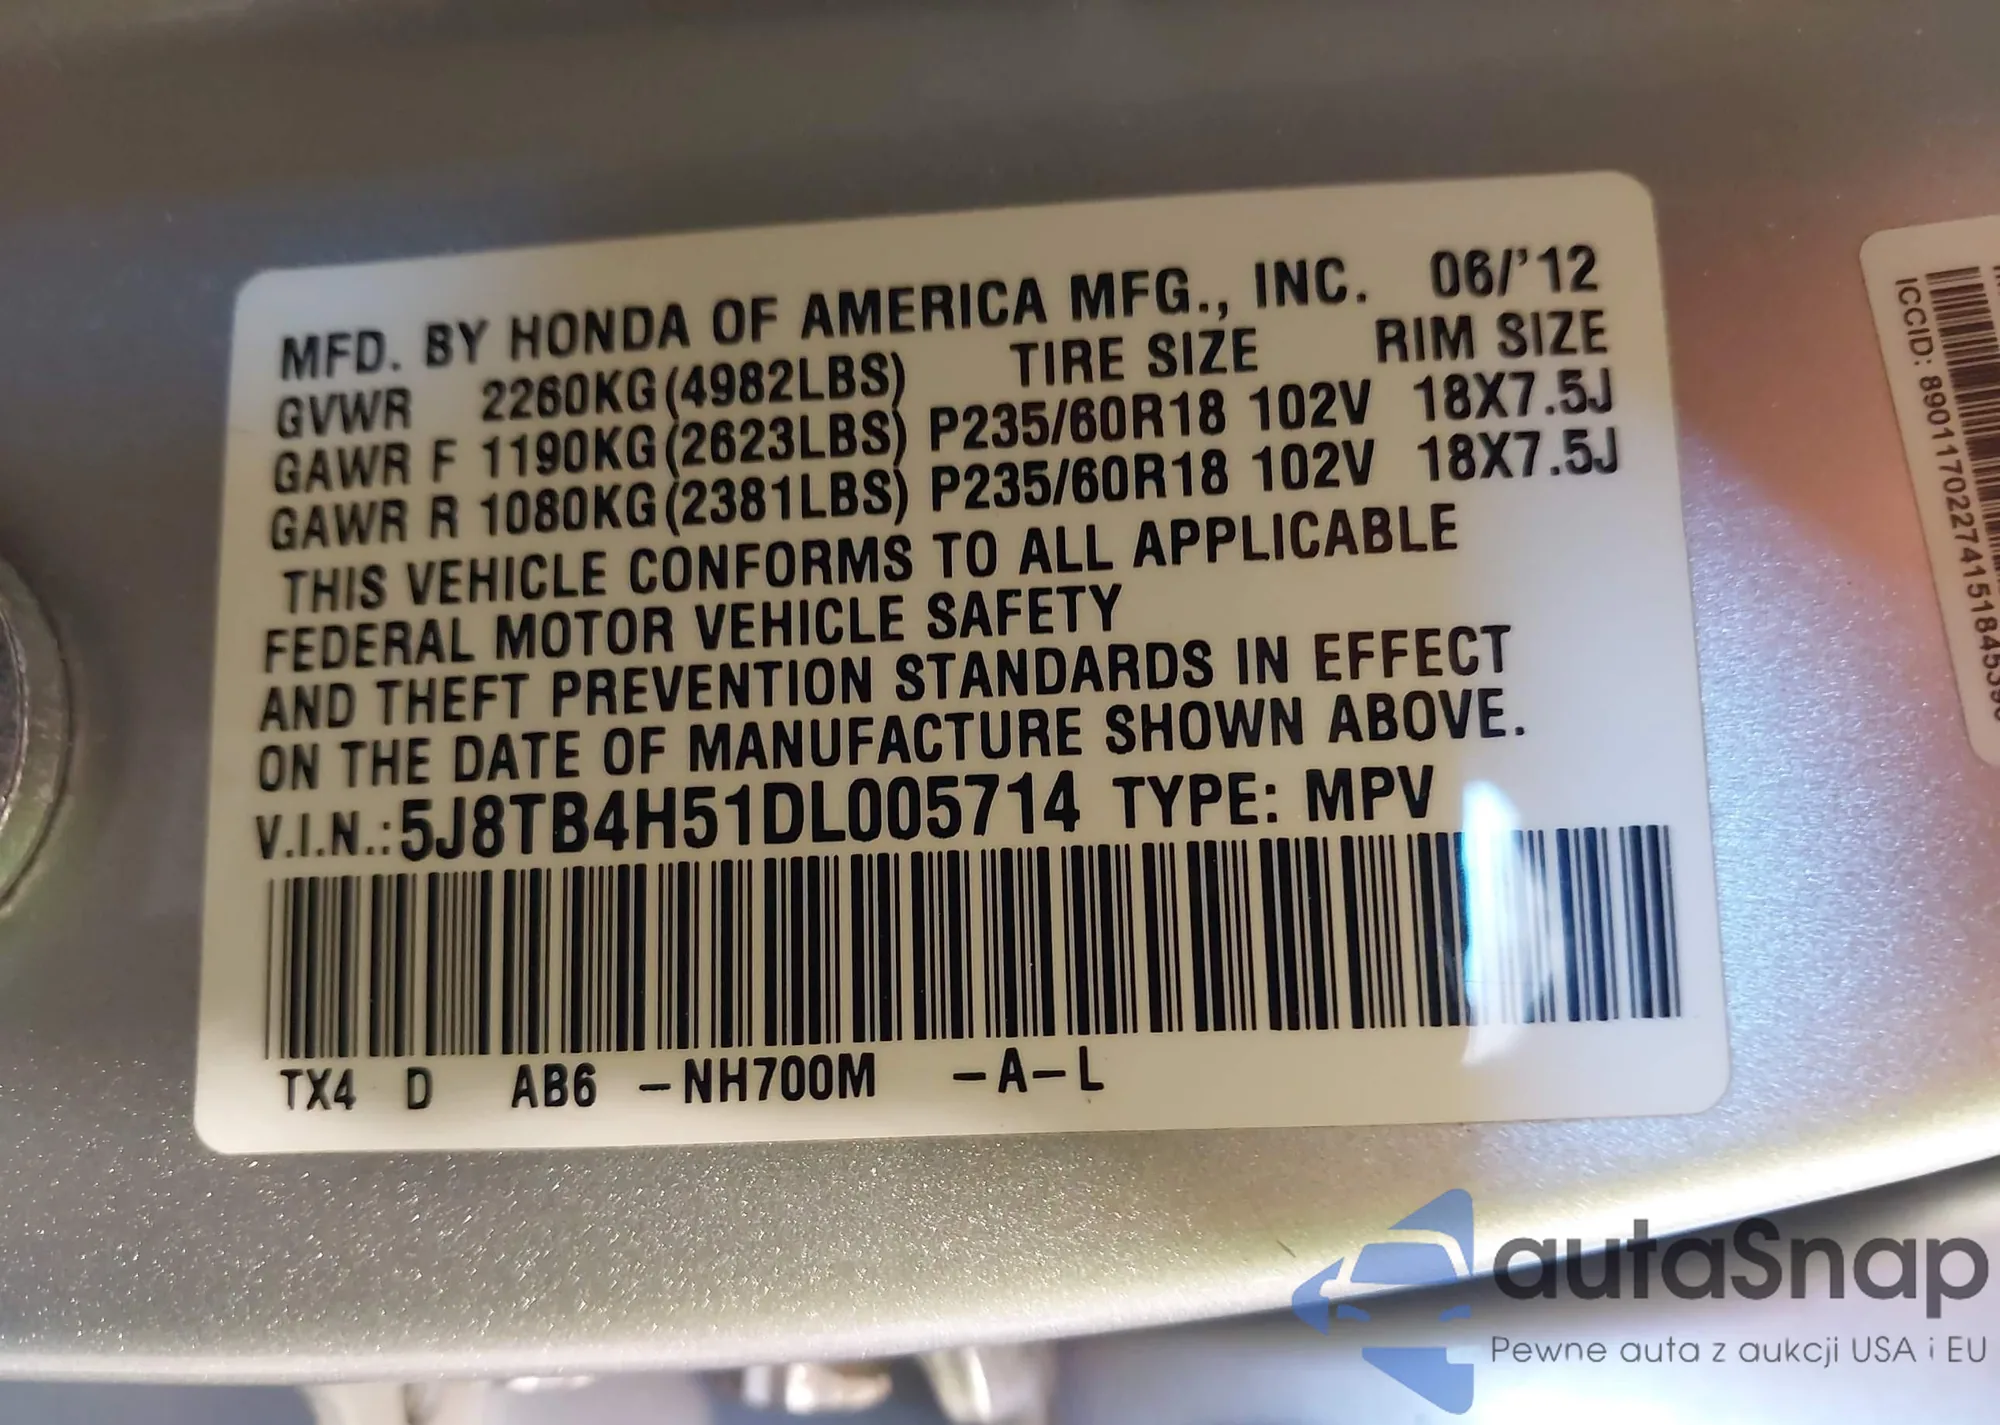 MFD. BY HONDA OF AMERICA MFG., INC. 06/'12
GVWR 2260KG(4982LBS) TIRE SIZE RIM SIZE
GAWR F 1190KG(2623LBS) P235/60R18 102V 18X7.5J
GAWR R 1080KG(2381LBS) P235/60R18 102V 18X7.5J
THIS VEHICLE CONFORMS TO ALL APPLICABLE
FEDERAL MOTOR VEHICLE SAFETY
AND THEFT PREVENTION STANDARDS IN EFFECT
ON THE DATE OF MANUFACTURE SHOWN ABOVE.
V.I.N.:5J8TB4H51DL005714 TYPE: MPV
TX4 D AB6 -NH700M -A-L
ICCID:
autaSnap
Pewne auta z aukcji USA i EU